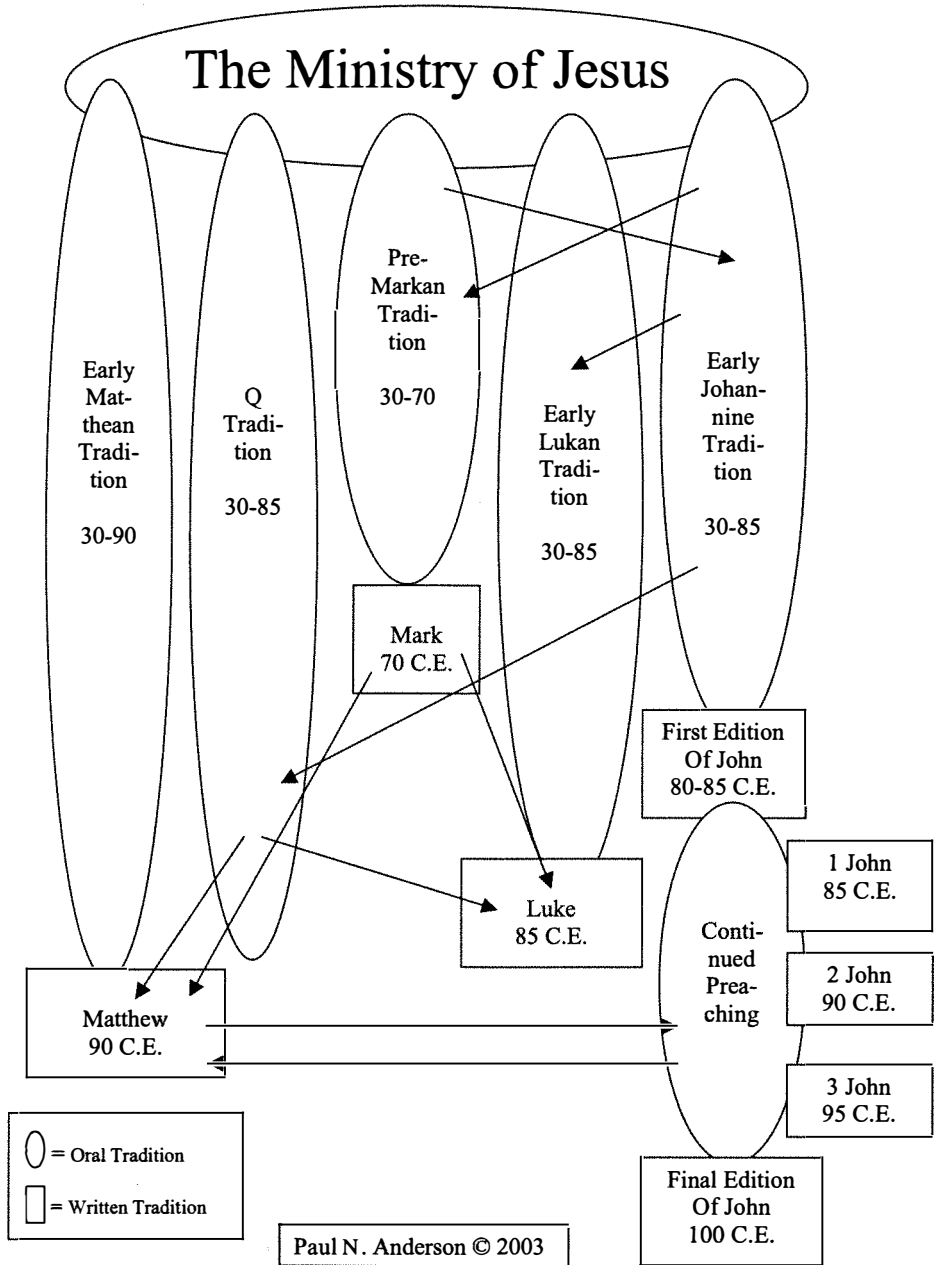 The Ministry of Jesus
Early
Mat-
thean
Tradi-
tion
30-90
Q
Tradi-
tion
30-85
Pre-
Markan
Tradi-
tion
30-70
Early
Lukan
Tradi-
tion
30-85
Early
Johan-
nine
Tradi-
tion
30-85
Mark
70 C.E.
First Edition
Of John
80-85 C.E.
Luke
85 C.E.
Conti-
nued
Prea-
ching
1 John
85 C.E.
2 John
90 C.E.
3 John
95 C.E.
Matthew
90 C.E.
= Oral Tradition
= Written Tradition
Final Edition
Of John
100 C.E.
Paul N. Anderson © 2003